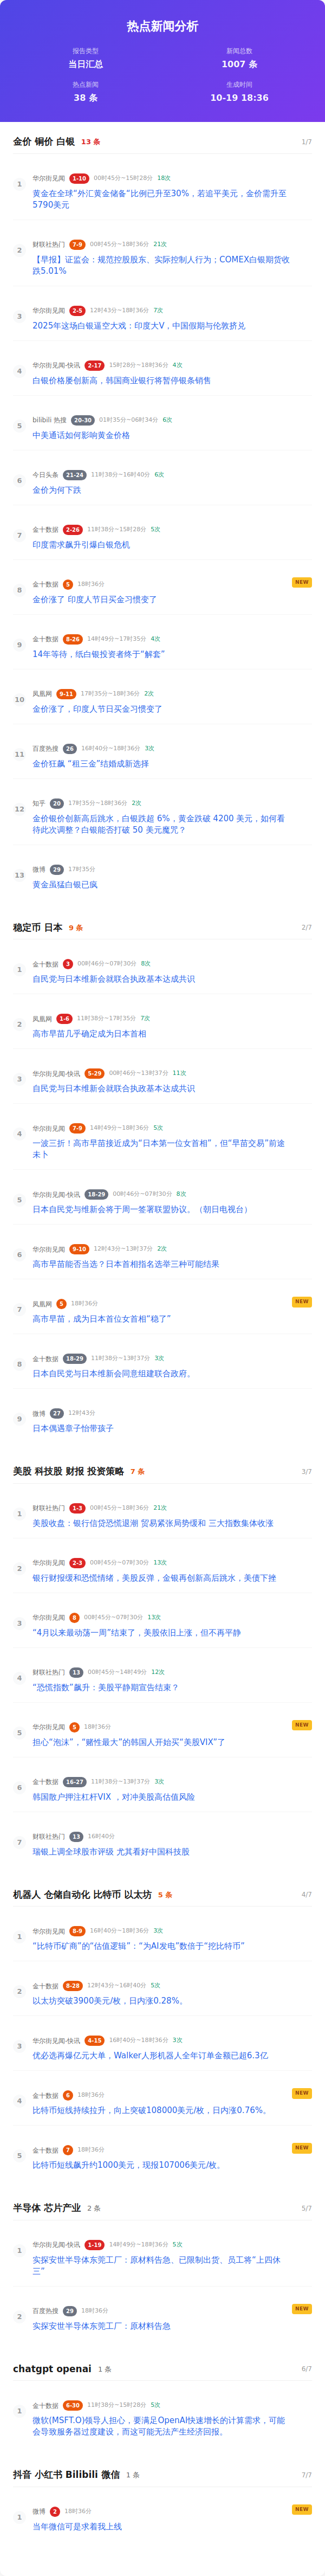 热点新闻分析
报告类型
新闻总数
当日汇总
1007 条
热点新闻
生成时间
38 条
10-19 18:36
金价 铜价 白银 13 条 1/7
1 华尔街见闻 1-10 00时45分~15时28分 18次
黄金在全球“外汇黄金储备”比例已升至30%，若追平美元，金价需升至
5790美元
2 财联社热门 7-9 00时45分~18时36分 21次
【早报】证监会：规范控股股东、实际控制人行为；COMEX白银期货收
跌5.01%
3 华尔街见闻 2-5 12时43分~18时36分 7次
2025年这场白银逼空大戏：印度大V，中国假期与伦敦挤兑
4 华尔街见闻-快讯 2-17 15时28分~18时36分 4次
白银价格屡创新高，韩国商业银行将暂停银条销售
5 bilibili 热搜 20-30 01时35分~06时34分 6次
中美通话如何影响黄金价格
6 今日头条 21-24 11时38分~16时40分 6次
金价为何下跌
7 金十数据 2-26 11时38分~15时28分 5次
印度需求飙升引爆白银危机
8 金十数据 5 18时36分 NEW
金价涨了 印度人节日买金习惯变了
9 金十数据 8-26 14时49分~17时35分 4次
14年等待，纸白银投资者终于“解套”
10 凤凰网 9-11 17时35分~18时36分 2次
金价涨了，印度人节日买金习惯变了
11 百度热搜 26 16时40分~18时36分 3次
金价狂飙 “租三金”结婚成新选择
12 知乎 20 17时35分~18时36分 2次
金价银价创新高后跳水，白银跌超 6%，黄金跌破 4200 美元，如何看
待此次调整？白银能否打破 50 美元魔咒？
13 微博 29 17时35分
黄金虽猛白银已疯
稳定币 日本 9 条 2/7
1 金十数据 3 00时46分~07时30分 8次
自民党与日本维新会就联合执政基本达成共识
2 凤凰网 1-6 11时38分~17时35分 7次
高市早苗几乎确定成为日本首相
3 华尔街见闻-快讯 5-29 00时46分~13时37分 11次
自民党与日本维新会就联合执政基本达成共识
4 华尔街见闻 7-9 14时49分~18时36分 5次
一波三折！高市早苗接近成为“日本第一位女首相”，但“早苗交易”前途
未卜
5 华尔街见闻-快讯 18-29 00时46分~07时30分 8次
日本自民党与维新会将于周一签署联盟协议。（朝日电视台）
6 华尔街见闻 9-10 12时43分~13时37分 2次
高市早苗能否当选？日本首相指名选举三种可能结果
7 凤凰网 5 18时36分 NEW
高市早苗，成为日本首位女首相“稳了”
8 金十数据 18-29 11时38分~13时37分 3次
日本自民党与日本维新会同意组建联合政府。
9 微博 27 12时43分
日本偶遇章子怡带孩子
美股 科技股 财报 投资策略 7 条 3/7
1 财联社热门 1-3 00时45分~18时36分 21次
美股收盘：银行信贷恐慌退潮 贸易紧张局势缓和 三大指数集体收涨
2 华尔街见闻 2-3 00时45分~07时30分 13次
银行财报缓和恐慌情绪，美股反弹，金银再创新高后跳水，美债下挫
3 华尔街见闻 8 00时45分~07时30分 13次
“4月以来最动荡一周”结束了，美股依旧上涨，但不再平静
4 财联社热门 13 00时45分~14时49分 12次
“恐慌指数”飙升：美股平静期宣告结束？
5 华尔街见闻 5 18时36分 NEW
担心“泡沫”，“赌性最大”的韩国人开始买“美股VIX”了
6 金十数据 16-27 11时38分~13时37分 3次
韩国散户押注杠杆VIX ，对冲美股高估值风险
7 财联社热门 13 16时40分
瑞银上调全球股市评级 尤其看好中国科技股
机器人 仓储自动化 比特币 以太坊 5 条 4/7
1 华尔街见闻 8-9 16时40分~18时36分 3次
“比特币矿商”的“估值逻辑”：“为AI发电”数倍于“挖比特币”
2 金十数据 8-28 12时43分~16时40分 5次
以太坊突破3900美元/枚，日内涨0.28%。
3 华尔街见闻-快讯 4-15 16时40分~18时36分 3次
优必选再爆亿元大单，Walker人形机器人全年订单金额已超6.3亿
4 金十数据 6 18时36分 NEW
比特币短线持续拉升，向上突破108000美元/枚，日内涨0.76%。
5 金十数据 7 18时36分 NEW
比特币短线飙升约1000美元，现报107006美元/枚。
半导体 芯片产业 2 条 5/7
1 华尔街见闻-快讯 1-19 14时49分~18时36分 5次
实探安世半导体东莞工厂：原材料告急、已限制出货、员工将“上四休
三”
2 百度热搜 29 18时36分 NEW
实探安世半导体东莞工厂：原材料告急
chatgpt openai 1 条 6/7
1 金十数据 6-30 11时38分~15时28分 5次
微软(MSFT.O)领导人担心，要满足OpenAI快速增长的计算需求，可能
会导致服务器过度建设，而这可能无法产生经济回报。
抖音 小红书 Bilibili 微信 1 条 7/7
1 微博 2 18时36分 NEW
当年微信可是求着我上线